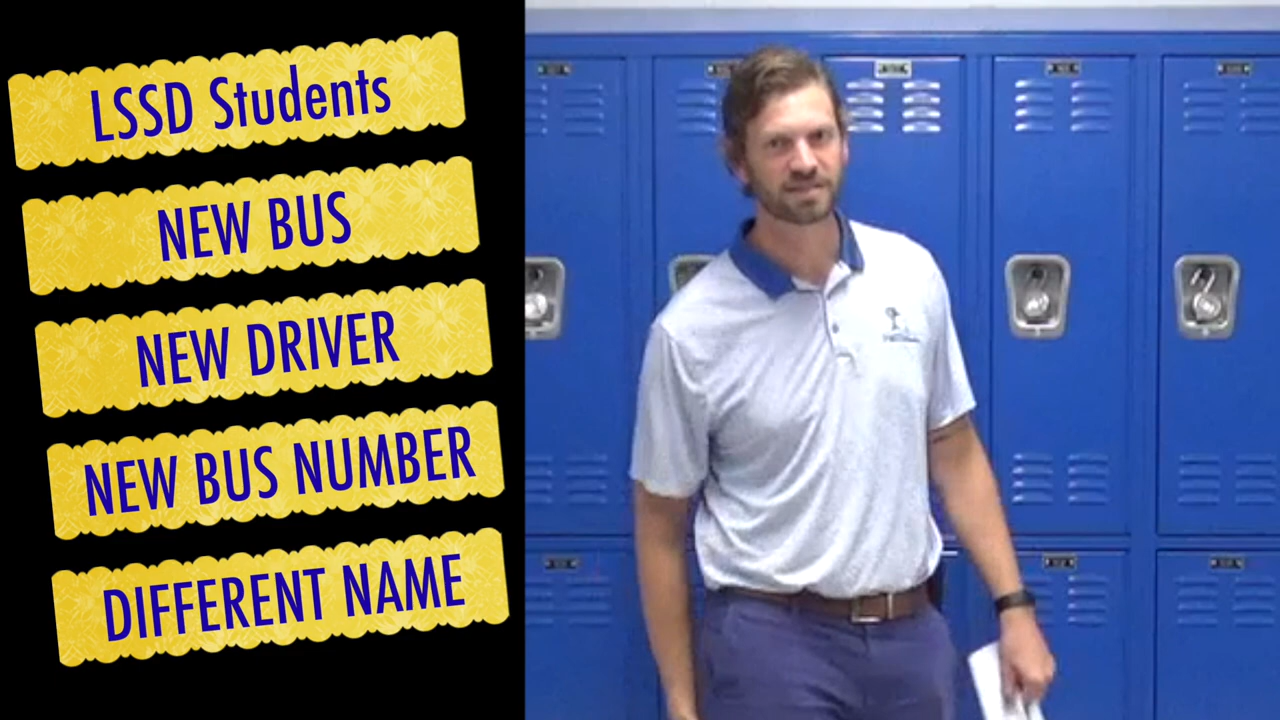 LSSD Students
NEW BUS
NEW DRIVER
NEW BUS NUMBER
DIFFERENT NAME